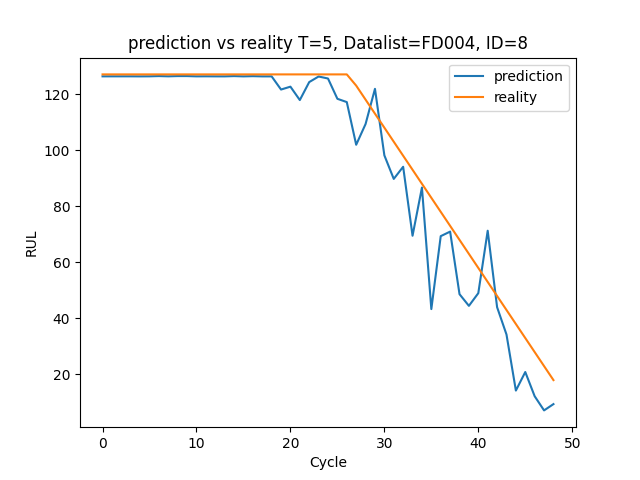 prediction vs reality T=5, Datalist=FD004, ID=8
prediction
reality
120
100
80
60
40
20
RUL
0 10 20 30 40 50
Cycle